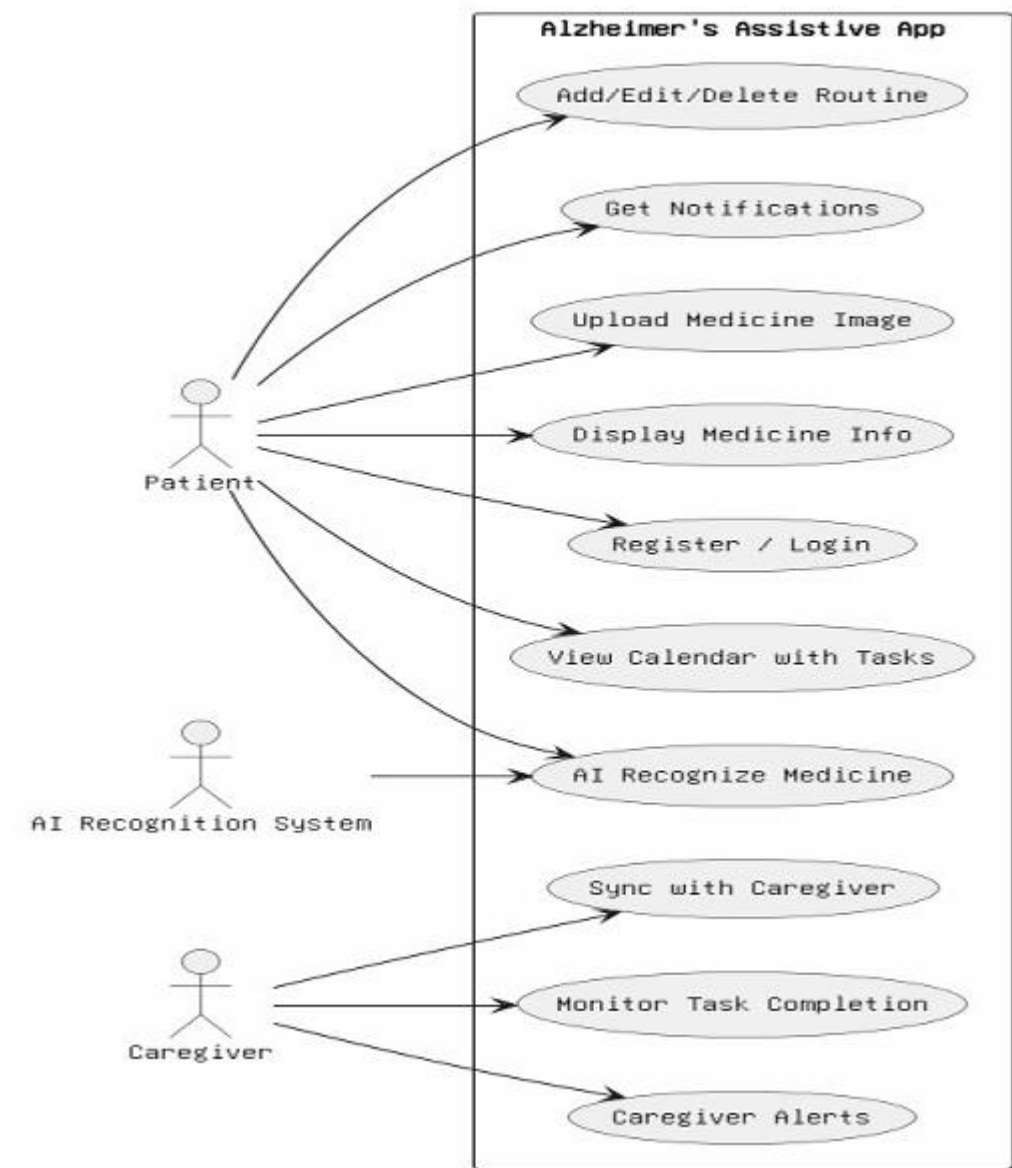 Alzheimer's Assistive App
Add/Edit/Delete Routine
Get Notifications
Upload Medicine Image
Display Medicine Info
Patient
Register / Login
View Calendar with Tasks
AI Recognize Medicine
AI Recognition System
Sync with Caregiver
Monitor Task Completion
Caregiver
Caregiver Alerts